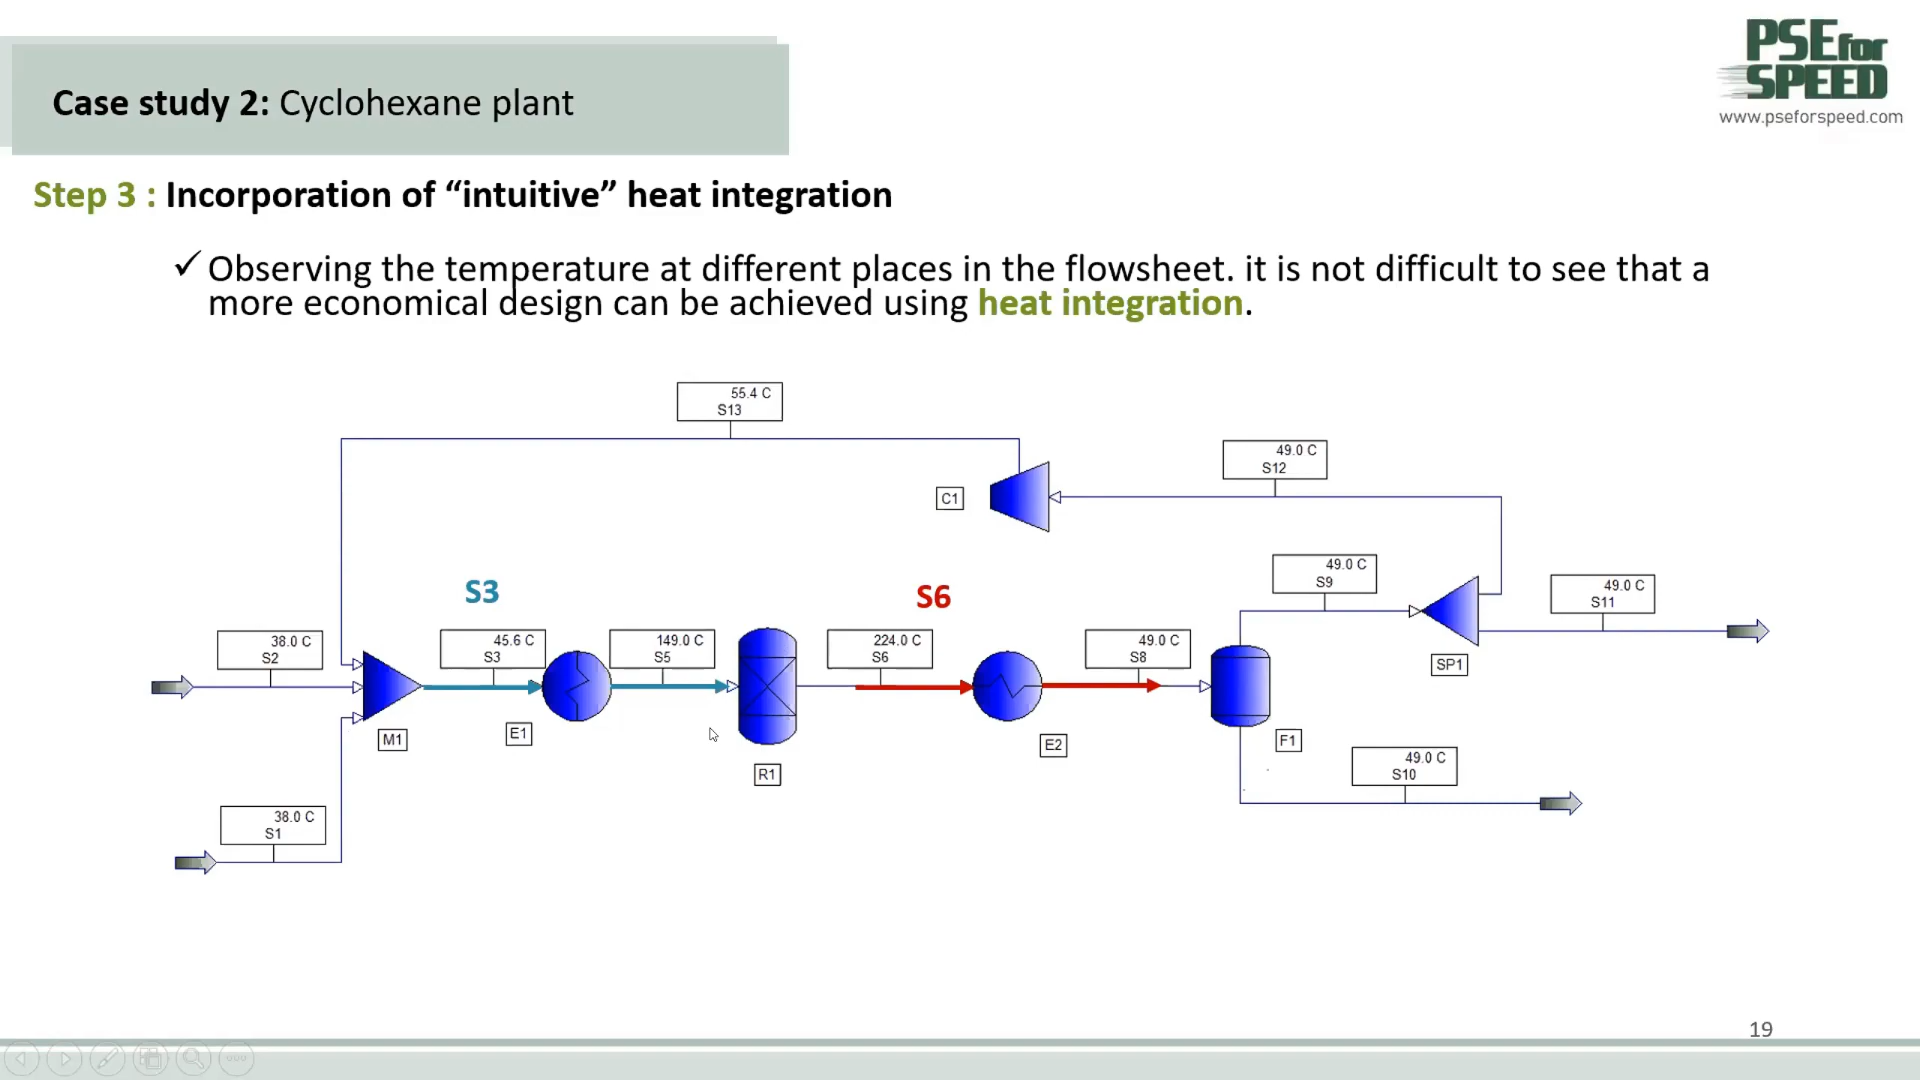 PSE for
SPEED
www.pseforspeed.com
Case study 2: Cyclohexane plant
Step 3 : Incorporation of “intuitive” heat integration
✓ Observing the temperature at different places in the flowsheet. it is not difficult to see that a
more economical design can be achieved using heat integration.
55.4 C
S13
49.0 C
S12
C1
49.0 C
S9
49.0 C
S11
S3
S6
38.0 C
S2
45.6 C
S3
149.0 C
S5
224.0 C
S6
49.0 C
S8
SP1
M1
E1
R1
E2
F1
49.0 C
S10
38.0 C
S1
19